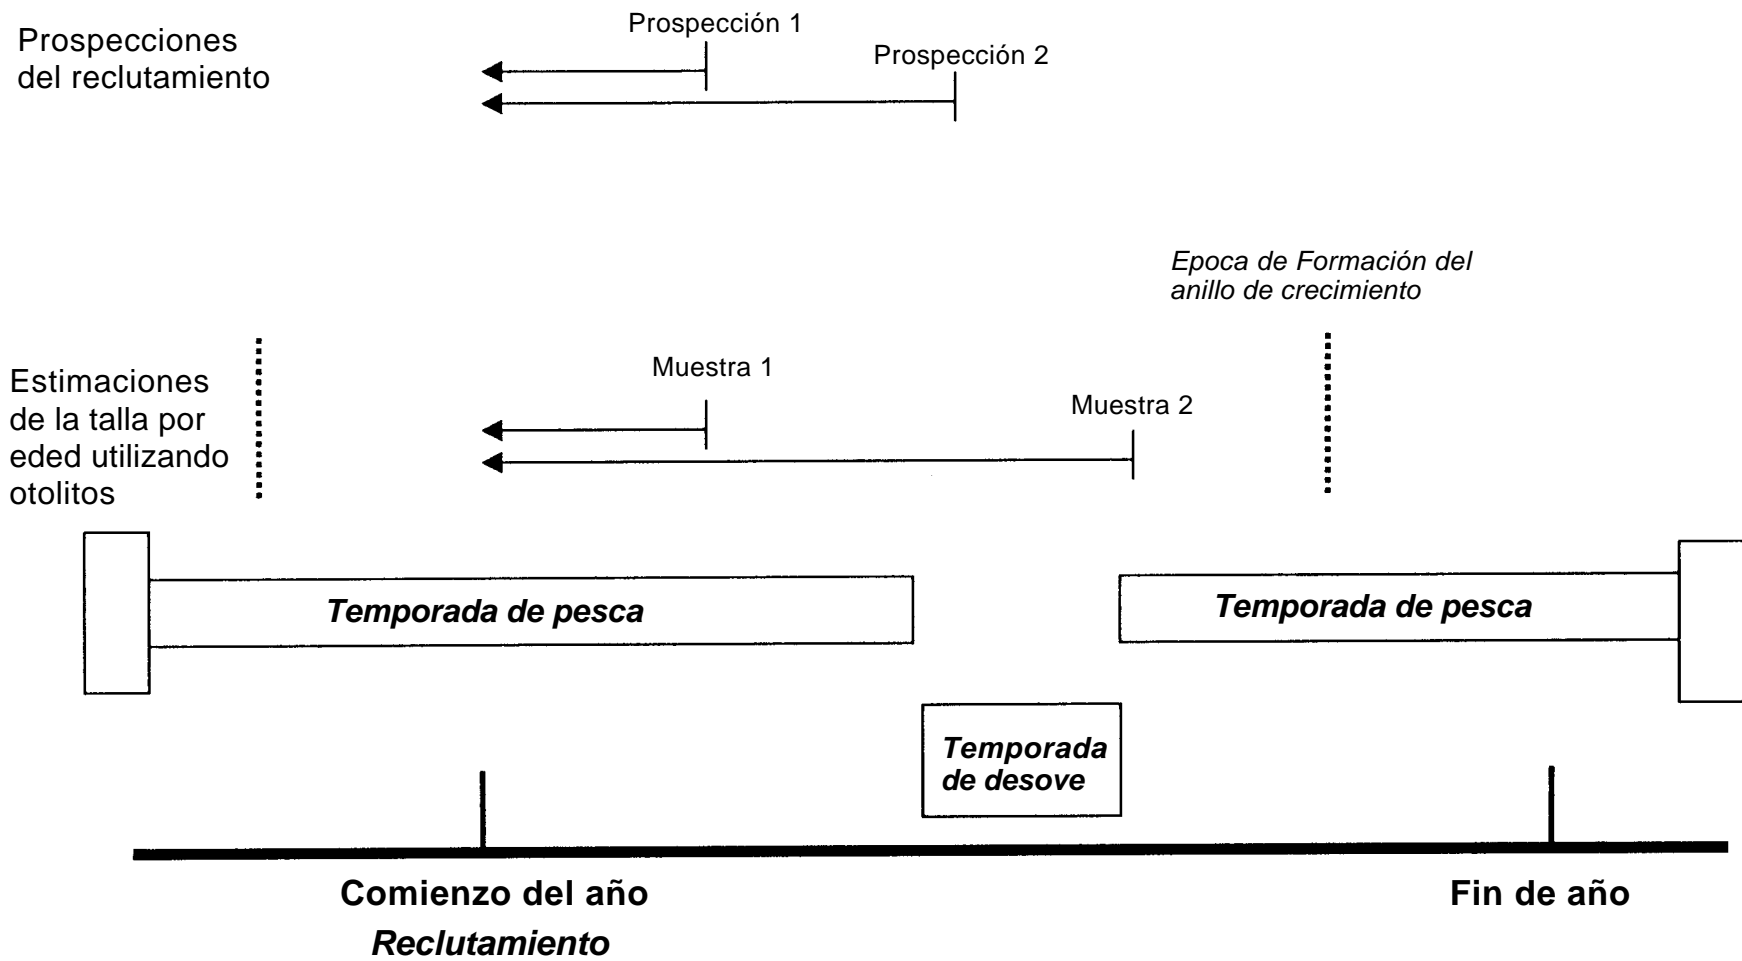 Prospecciones
del reclutamiento
Prospección 1
Prospección 2
Epoca de Formación del
anillo de crecimiento
Estimaciones
de la talla por
eded utilizando
otolitos
Muestra 1
Muestra 2
Temporada de pesca
Temporada de pesca
Temporada
de desove
Comienzo del año
Reclutamiento
Fin de año